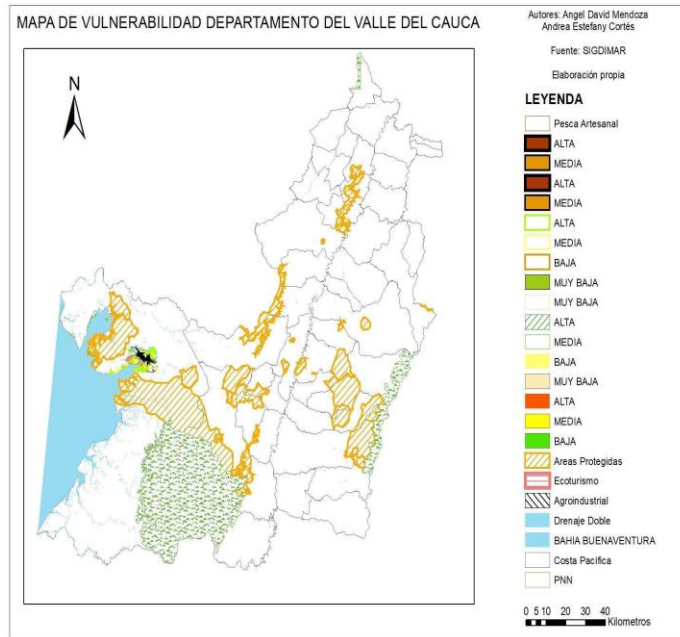 MAPA DE VULNERABILIDAD DEPARTAMENTO DEL VALLE DEL CAUCA
Autores: Angel David Mendoza
Andrea Estefany Cortés
Fuente: SIGDIMAR
Elaboración propia
N
LEYENDA
Pesca Artesanal
ALTA
MEDIA
ALTA
MEDIA
ALTA
MEDIA
BAJA
MUY BAJA
MUY BAJA
ALTA
MEDIA
BAJA
MUY BAJA
ALTA
MEDIA
BAJA
Areas Protegidas
Ecoturismo
Agroindustrial
Drenaje Doble
BAHIA BUENAVENTURA
Costa Pacífica
PNN
0 5 10 20 30 40
Kilometros